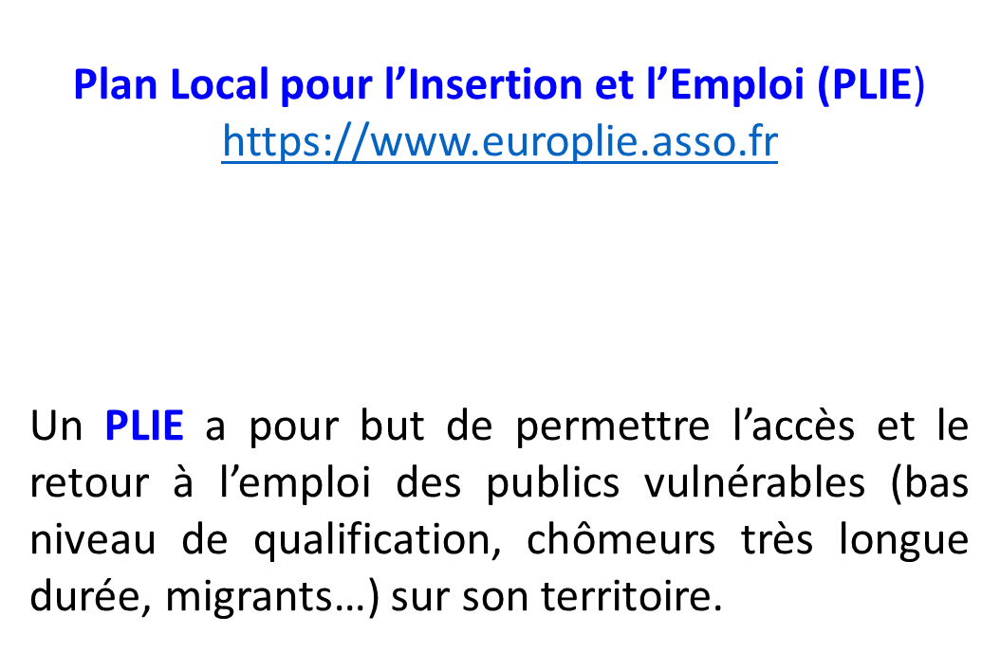 Plan Local pour l’Insertion et l’Emploi (PLIE)
https://www.europlie.asso.fr
Un PLIE a pour but de permettre l’accès et le
retour à l’emploi des publics vulnérables (bas
niveau de qualification, chômeurs très longue
durée, migrants…) sur son territoire.